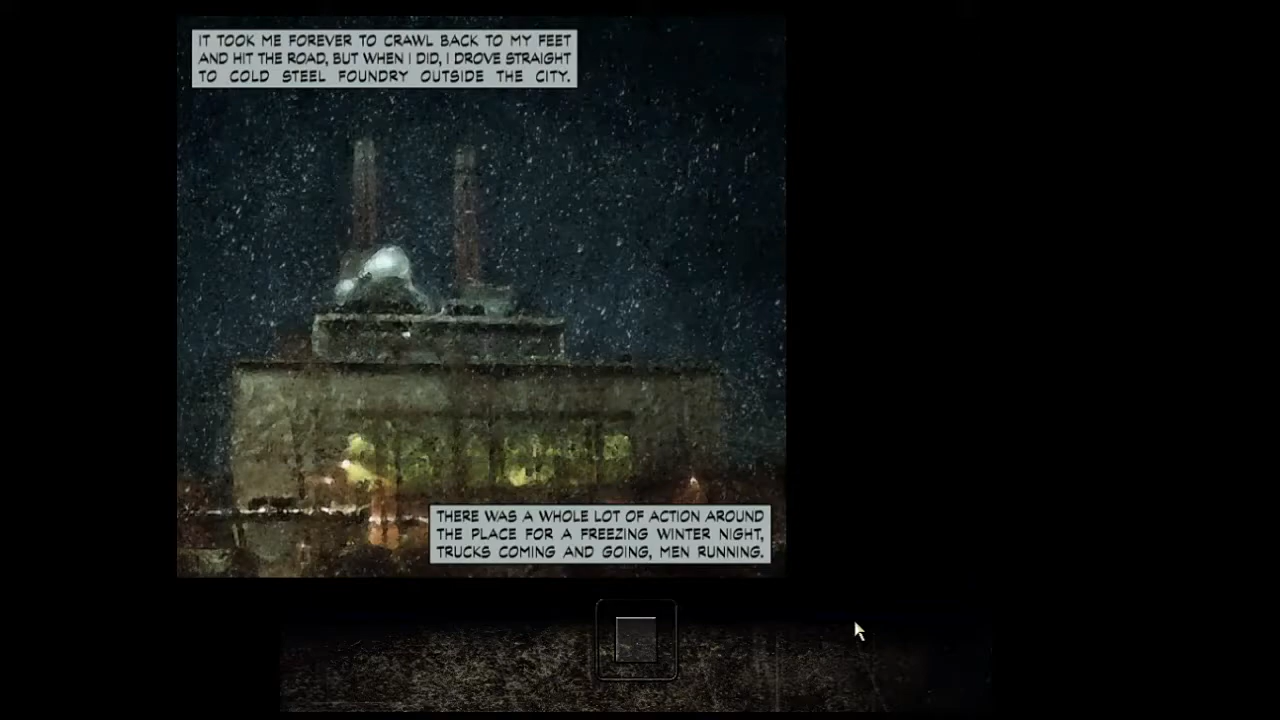 IT TOOK ME FOREVER TO CRAWL BACK TO MY FEET
AND HIT THE ROAD, BUT WHEN I DID, I DROVE STRAIGHT
TO COLD STEEL FOUNDRY OUTSIDE THE CITY.
THERE WAS A WHOLE LOT OF ACTION AROUND
THE PLACE FOR A FREEZING WINTER NIGHT,
TRUCKS COMING AND GOING, MEN RUNNING.